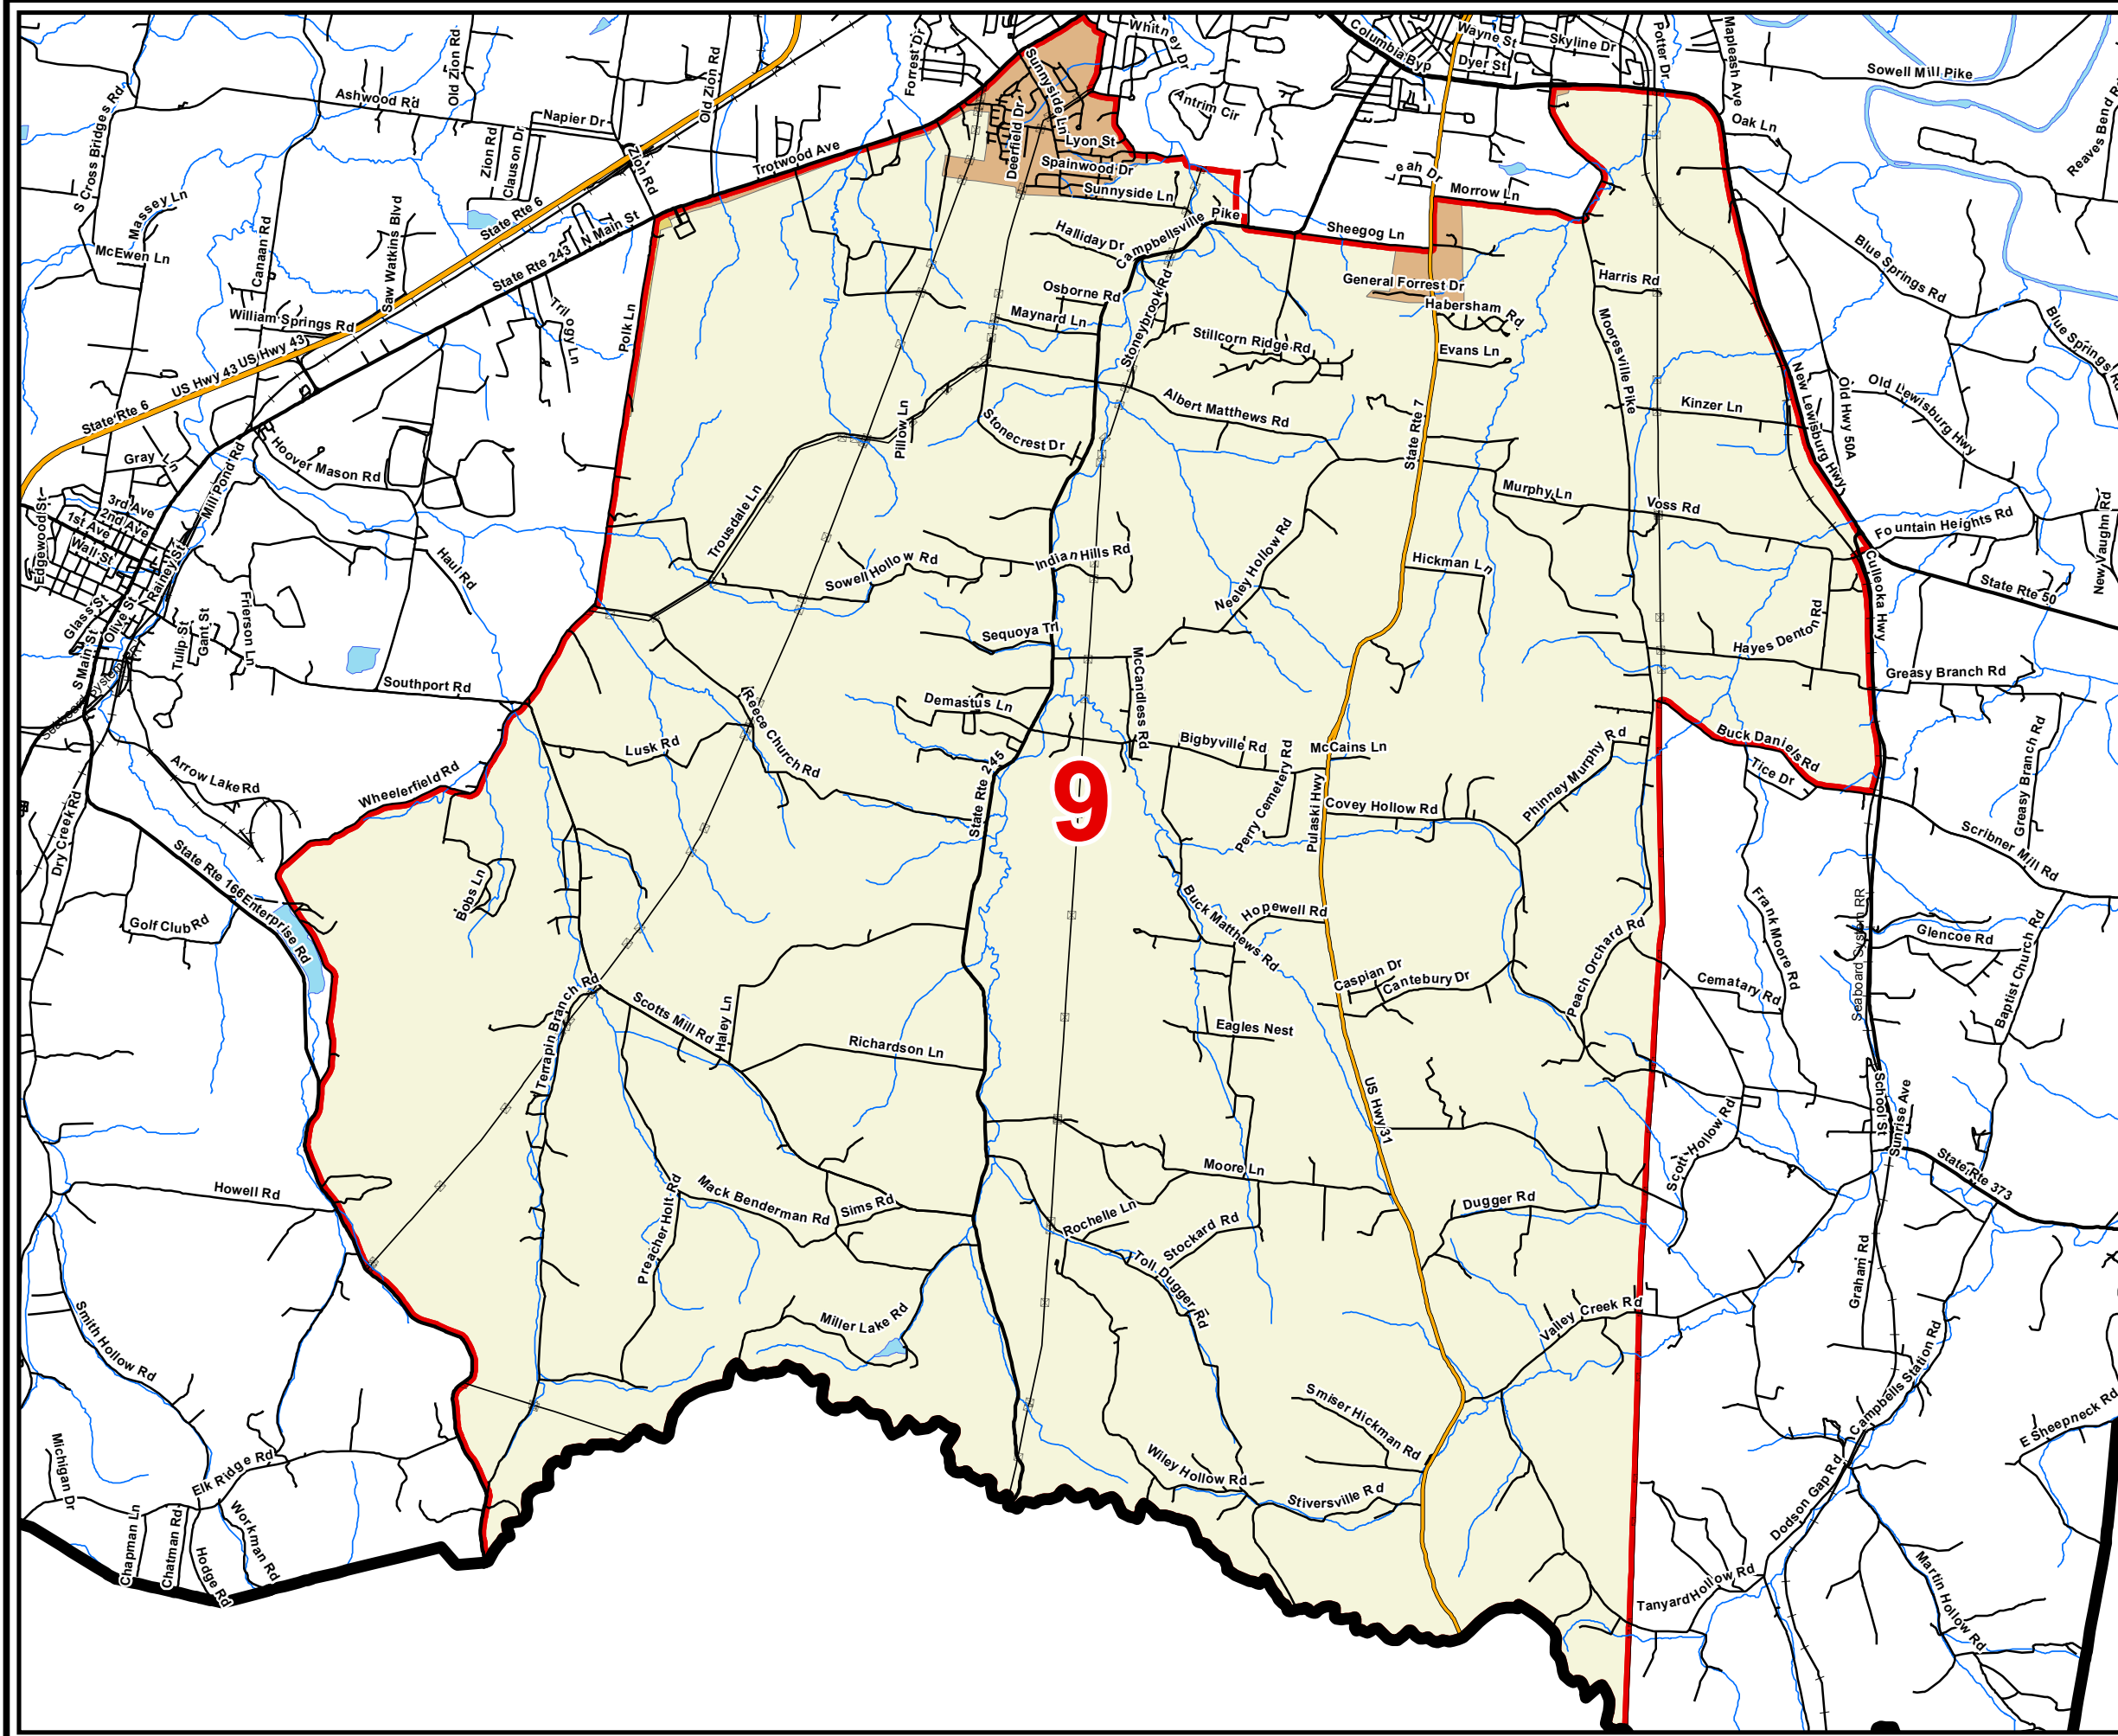 Whitney Dr
Columbia Byp
Wayne St
Skyline Dr
Dyer St
Potter Dr
Mapleash Ave
Sowell Mill Pike
Reaves Bend R
Old Zion Rd
Old Zion Rd
Forrest Dr
Sunnyside Ln
Ashwood Rd
Napier Dr
S Cross Bridges Rd
Antrim Cir
Oak Ln
Zion Rd
Clauson Dr
Zion Rd
Trotwood Ave
Deerfield Dr
Lyon St
Spainwood Dr
Sunnyside Ln
eah Dr
Morrow Ln
Massey Ln
State Rte 6
N Main St
Saw Watkins Blvd
Canaan Rd
McEwen Ln
State Rte 243
Halliday Dr
Campbellsville Pike
Sheegog Ln
Blue Springs Rd
Harris Rd
General Forrest Dr
Habersham Rd
Osborne Rd
Maynard Ln
Stoneybrook Rd
William Springs Rd
Trilogy Ln
Polk Ln
Stillcorn Ridge Rd
Evans Ln
Mooresville Pike
Blue Springs Rd
US Hwy 43
US Hwy 43
State Rte 6
New Lewisburg Hwy
Old Hwy 50A
Old Lewisburg Hwy
Albert Matthews Rd
State Rte 7
Kinzer Ln
Pillow Ln
Stonecrest Dr
Gray Ln
Hoover Mason Rd
Mill Pond Rd
Murphy Ln
Voss Rd
Fountain Heights Rd
New Vaughn Rd
Edgewood St
3rd Ave
2nd Ave
1st Ave
Wall St
Rainey St
Trousdale Ln
Haul Rd
Sowell Hollow Rd
Indian Hills Rd
Neeley Hollow Rd
Hickman Ln
Culleoka Hwy
State Rte 50
Glass St
Olive St
Tulip St
Gant St
Frierson Ln
S Main St
Sequoya Trl
Hayes Denton Rd
Greasy Branch Rd
Southport Rd
McCandless Rd
Reece Church Rd
Demastus Ln
Lusk Rd
Bigbyville Rd
McCains Ln
Phinney Murphy Rd
Buck Daniels Rd
Tice Dr
Greasy Branch Rd
Arrow Lake Rd
Wheelerfield Rd
State Rte 245
9
Perry Cemetery Rd
Pulaski Hwy
Covey Hollow Rd
Scribner Mill Rd
Dry Creek Rd
State Rte 166
Enterprise Rd
Golf Club Rd
Bobs Ln
Buck Matthews Rd
Hopewell Rd
Peach Orchard Rd
Frank Moore Rd
Seaboard System RR
Glencoe Rd
Baptist Church Rd
Caspian Dr
Cantebury Dr
Cematary Rd
Terrapin Branch Rd
Scotts Mill Rd
Haley Ln
Richardson Ln
Eagles Nest
US Hwy 31
School St
Sunrise Ave
Scott Hollow Rd
State Rte 373
Moore Ln
Howell Rd
Preacher Holt Rd
Mack Benderman Rd
Sims Rd
Rochelle Ln
Stockard Rd
Toll Dugger Rd
Dugger Rd
Graham Rd
Smith Hollow Rd
Miller Lake Rd
Valley Creek Rd
Campbells Station Rd
Smiser Hickman Rd
E Sheepneck Rd
Michigan Dr
Elk Ridge Rd
Wiley Hollow Rd
Stiversville Rd
Dodson Gap Rd
Chapman Ln
Chatman Rd
Hodge Rd
Workman Rd
Tanyard Hollow Rd
Martin Hollow Rd